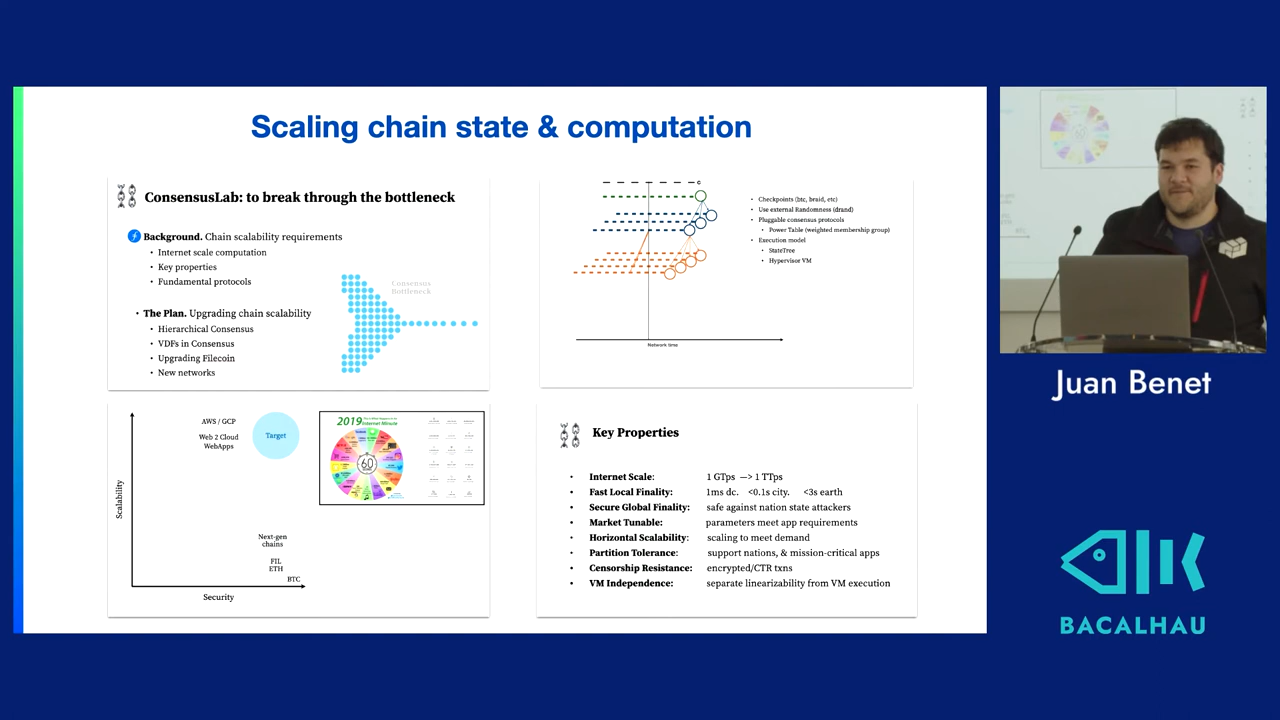 Scaling chain state & computation
ConsensusLab: to break through the bottleneck
Background. Chain scalability requirements
• Internet scale computation
• Key properties
• Fundamental protocols
Consensus
Bottleneck
• The Plan. Upgrading chain scalability
• Hierarchical Consensus
• VDFs in Consensus
• Upgrading Filecoin
• New networks
• Checkpoints (btc, braid, etc)
• Use external Randomness (drand)
• Pluggable consensus protocols
• Power Table (weighted membership group)
• Execution model
• StateTree
• Hypervisor VM
Network time
AWS / GCP
Web 2 Cloud
WebApps
Target
2019
Internet Minute
60
Scalability
Next-gen
chains
FIL
ETH
BTC
Security
Key Properties
• Internet Scale: 1 GTps —> 1 TTps
• Fast Local Finality: 1ms dc. <0.1s city. <3s earth
• Secure Global Finality: safe against nation state attackers
• Market Tunable: parameters meet app requirements
• Horizontal Scalability: scaling to meet demand
• Partition Tolerance: support nations, & mission-critical apps
• Censorship Resistance: encrypted/CTR txns
• VM Independence: separate linearizability from VM execution
Juan Benet
BACALHAU